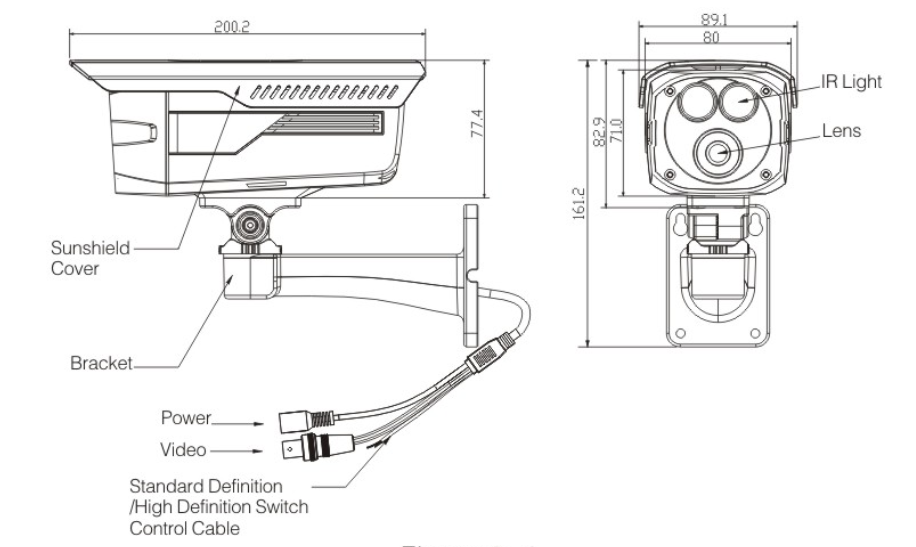 200.2
89.1
80
IR Light
Lens
77.4
82.9
71.0
161.2
Sunshield
Cover
Bracket
Power
Video
Standard Definition
/High Definition Switch
Control Cable